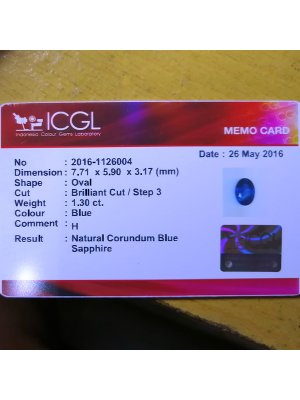 ICGL
Indonesia Colour Gems Laboratory
MEMO CARD
Date : 26 May 2016
No : 2016-1126004
Dimension : 7.71 x 5.90 x 3.17 (mm)
Shape : Oval
Cut : Brilliant Cut / Step 3
Weight : 1.30 ct.
Colour : Blue
Comment : H
Result : Natural Corundum Blue
Sapphire